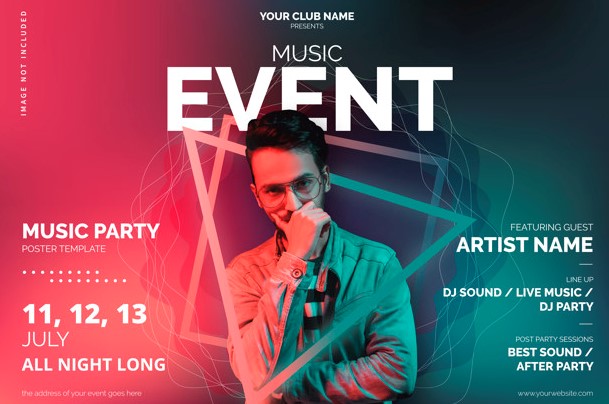 IMAGE NOT INCLUDED
YOUR CLUB NAME
PRESENTS
MUSIC
EVENT
MUSIC PARTY
POSTER TEMPLATE
11, 12, 13
JULY
ALL NIGHT LONG
the address of your event goes here
FEATURING GUEST
ARTIST NAME
LINE UP
DJ SOUND / LIVE MUSIC /
DJ PARTY
POST PARTY SESSIONS
BEST SOUND /
AFTER PARTY
www.yourwebsite.com